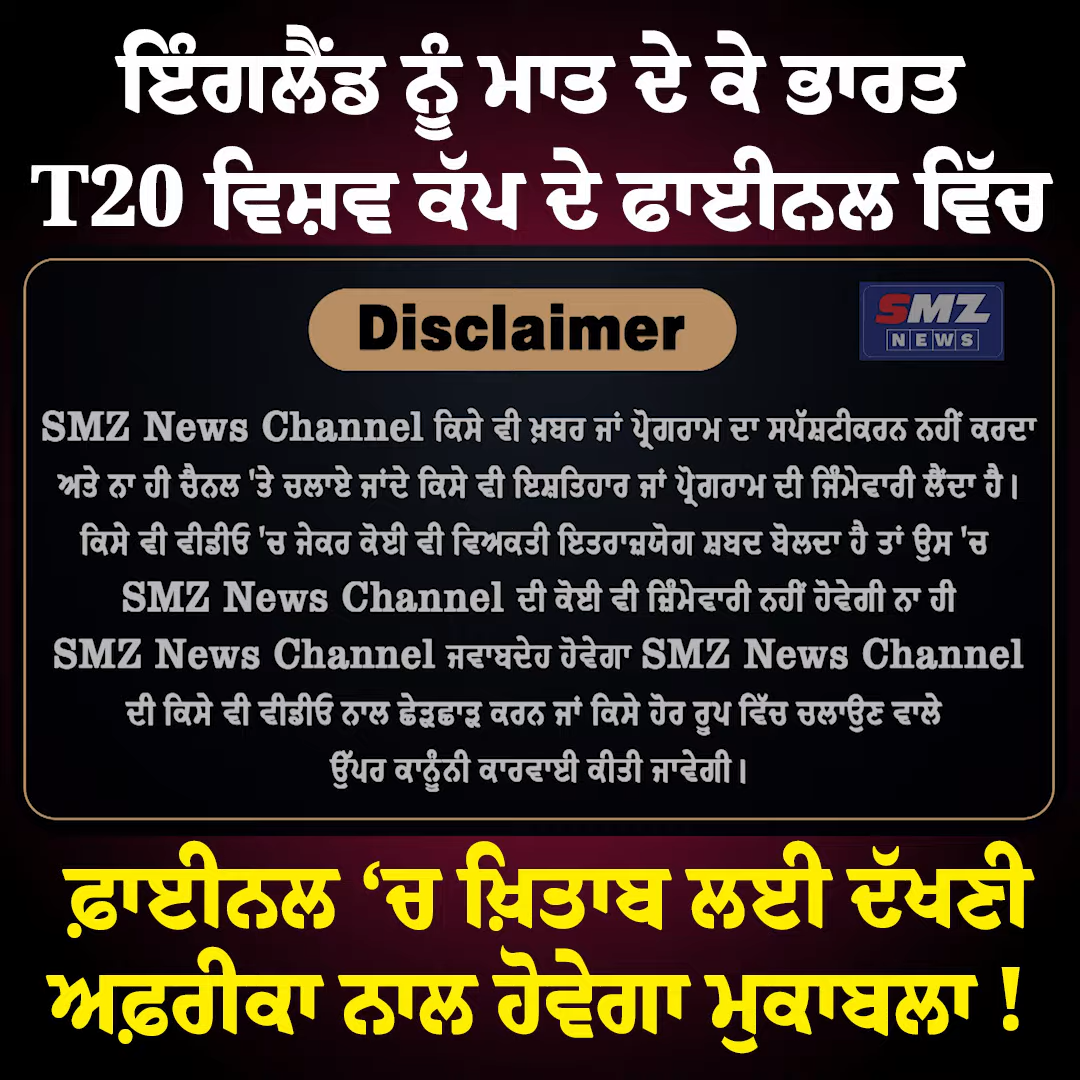 ਇੰਗਲੈਂਡ ਨੂੰ ਮਾਤ ਦੇ ਕੇ ਭਾਰਤ
T20 ਵਿਸ਼ਵ ਕੱਪ ਦੇ ਫਾਈਨਲ ਵਿੱਚ
Disclaimer
SMZ
NEWS
SMZ News Channel ਕਿਸੇ ਵੀ ਖ਼ਬਰ ਜਾਂ ਪ੍ਰੋਗਰਾਮ ਦਾ ਸਪੱਸ਼ਟੀਕਰਨ ਨਹੀਂ ਕਰਦਾ
ਅਤੇ ਨਾ ਹੀ ਚੈਨਲ 'ਤੇ ਚਲਾਏ ਜਾਂਦੇ ਕਿਸੇ ਵੀ ਇਸ਼ਤਿਹਾਰ ਜਾਂ ਪ੍ਰੋਗਰਾਮ ਦੀ ਜਿੰਮੇਵਾਰੀ ਲੈਂਦਾ ਹੈ।
ਕਿਸੇ ਵੀ ਵੀਡੀਓ 'ਚ ਜੇਕਰ ਕੋਈ ਵੀ ਵਿਅਕਤੀ ਇਤਰਾਜ਼ਯੋਗ ਸ਼ਬਦ ਬੋਲਦਾ ਹੈ ਤਾਂ ਉਸ 'ਚ
SMZ News Channel ਦੀ ਕੋਈ ਵੀ ਜ਼ਿੰਮੇਵਾਰੀ ਨਹੀਂ ਹੋਵੇਗੀ ਨਾ ਹੀ
SMZ News Channel ਜਵਾਬਦੇਹ ਹੋਵੇਗਾ SMZ News Channel
ਦੀ ਕਿਸੇ ਵੀ ਵੀਡੀਓ ਨਾਲ ਛੇੜਛਾੜ ਕਰਨ ਜਾਂ ਕਿਸੇ ਹੋਰ ਰੂਪ ਵਿੱਚ ਚਲਾਉਣ ਵਾਲੇ
ਉੱਪਰ ਕਾਨੂੰਨੀ ਕਾਰਵਾਈ ਕੀਤੀ ਜਾਵੇਗੀ।
ਫ਼ਾਈਨਲ ‘ਚ ਖ਼ਿਤਾਬ ਲਈ ਦੱਖਣੀ
ਅਫ਼ਰੀਕਾ ਨਾਲ ਹੋਵੇਗਾ ਮੁਕਾਬਲਾ !